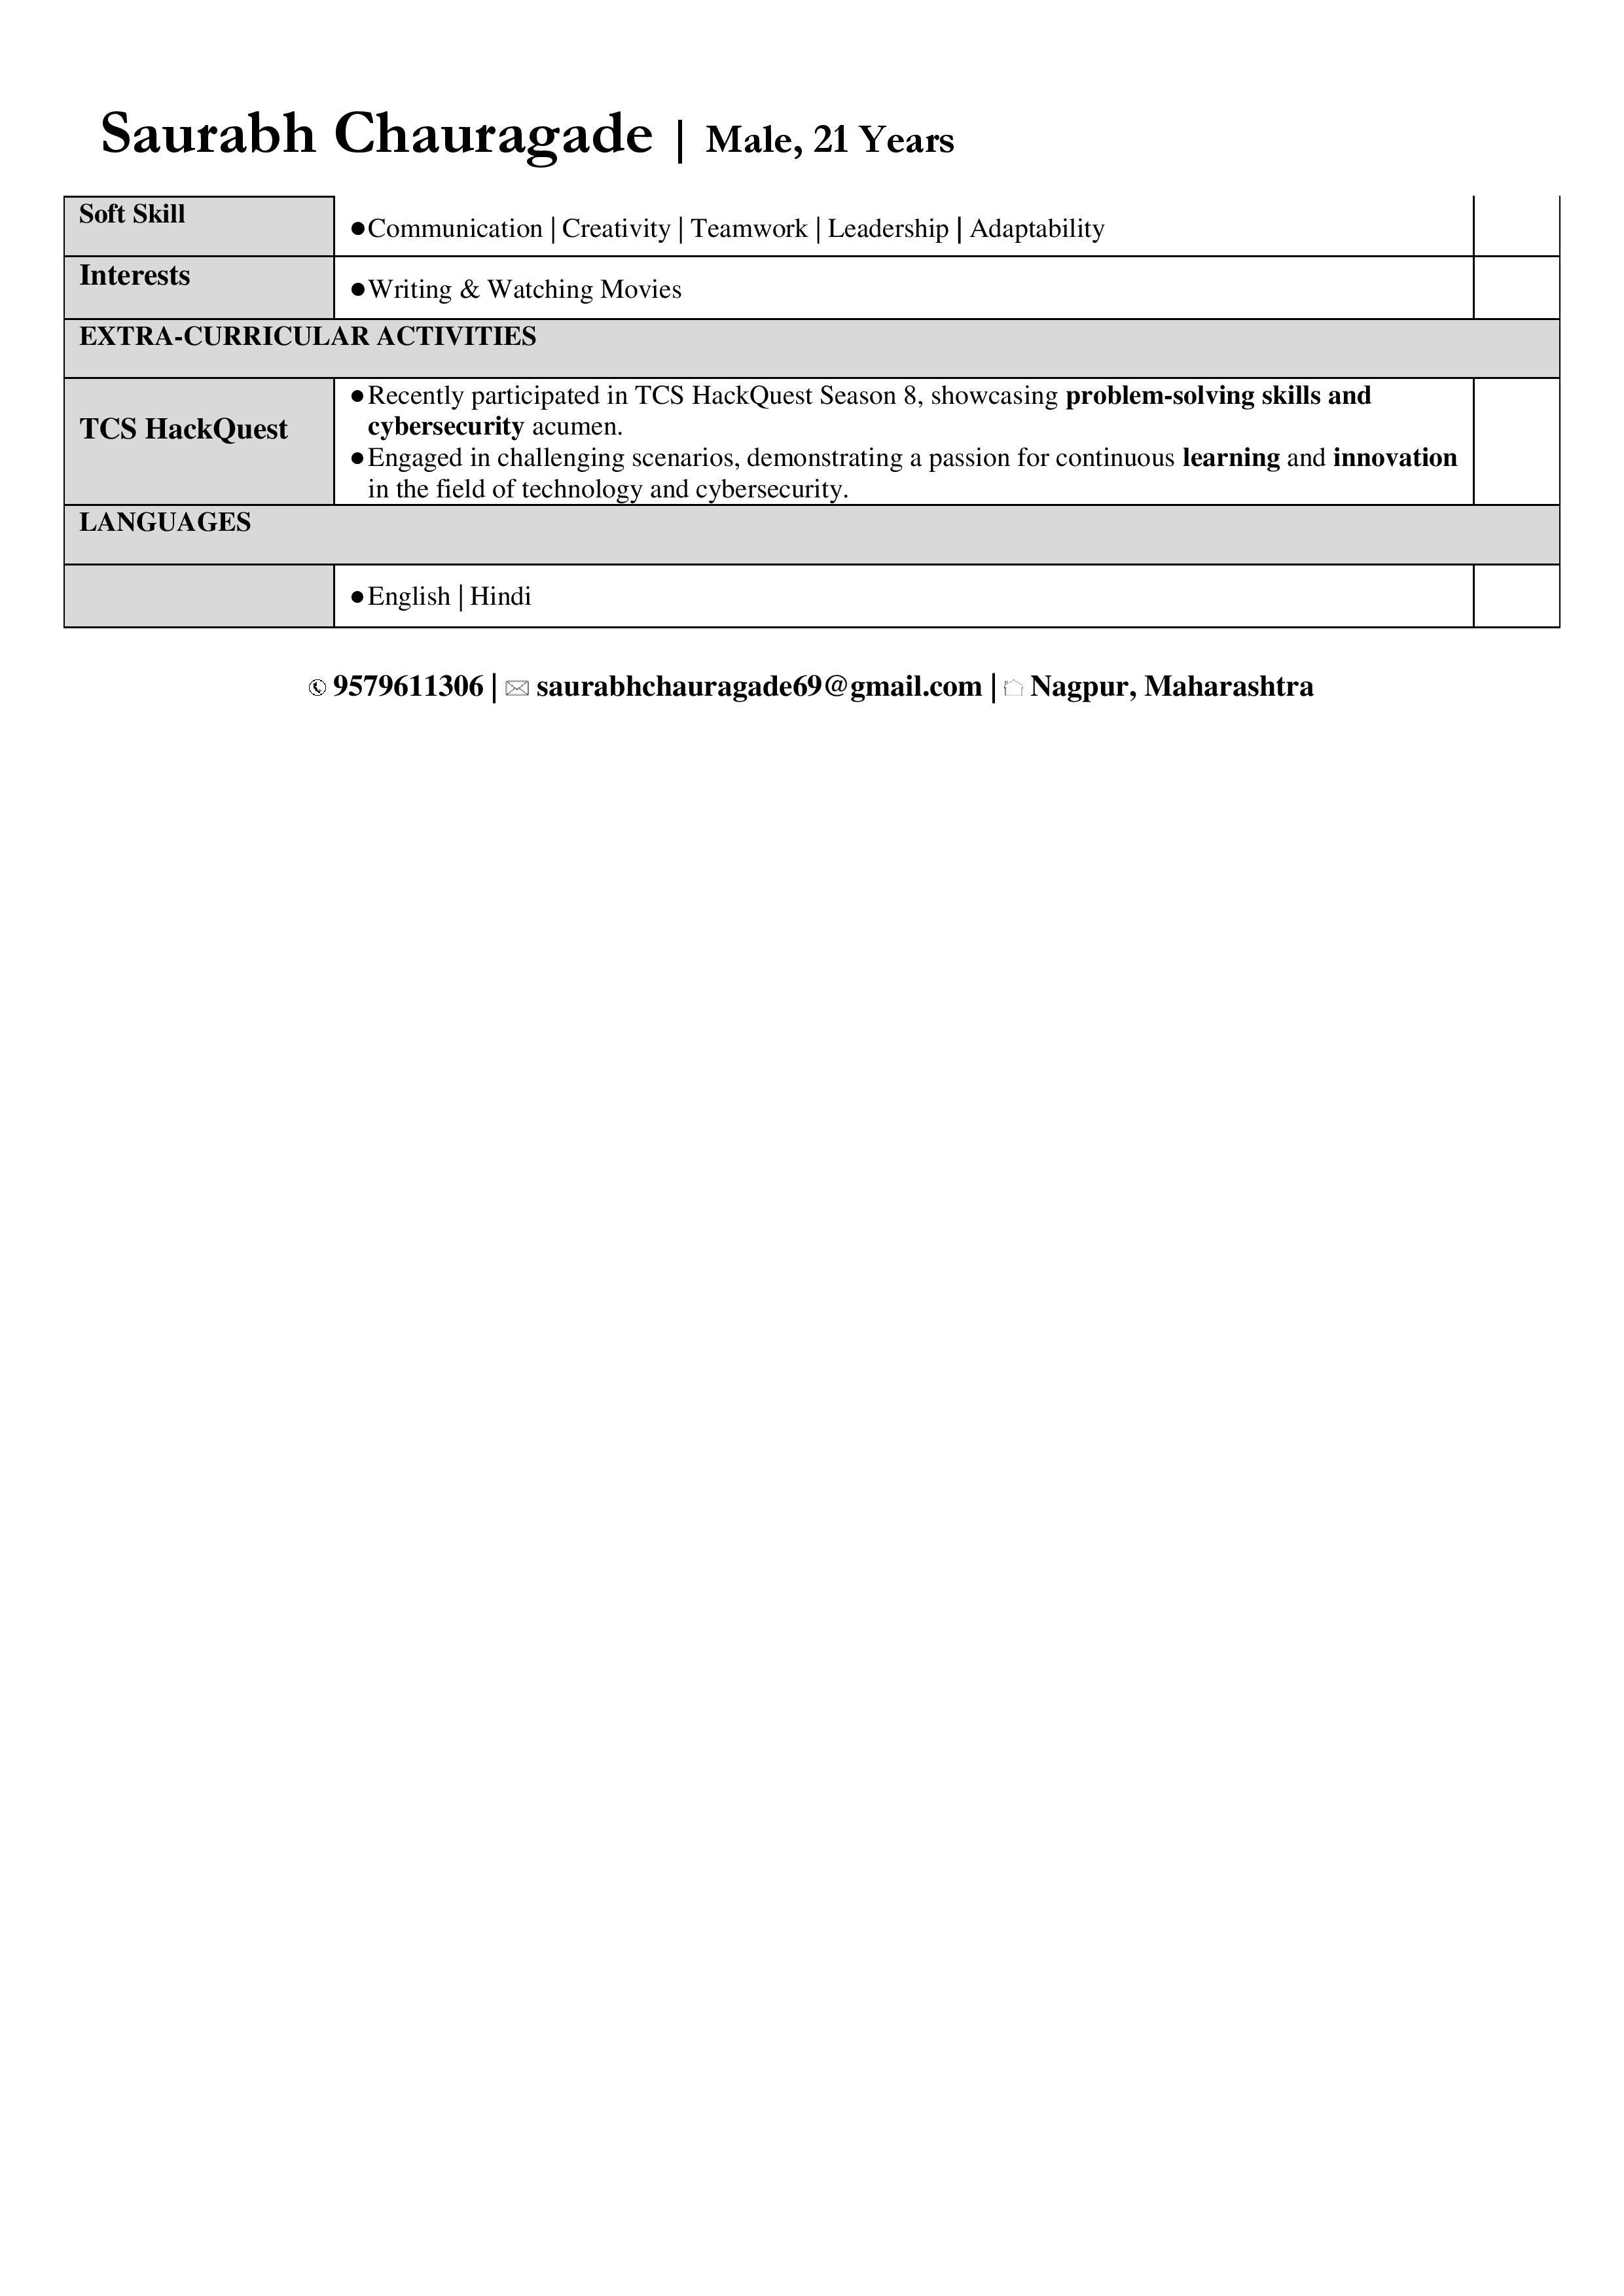 Saurabh Chauragade | Male, 21 Years
Soft Skill
●Communication | Creativity | Teamwork | Leadership | Adaptability
Interests
●Writing & Watching Movies
EXTRA-CURRICULAR ACTIVITIES
TCS HackQuest
●Recently participated in TCS HackQuest Season 8, showcasing problem-solving skills and
cybersecurity acumen.
●Engaged in challenging scenarios, demonstrating a passion for continuous learning and innovation
in the field of technology and cybersecurity.
LANGUAGES
●English | Hindi
✆ 9579611306 | 🖂 saurabhchauragade69@gmail.com | 🏠 Nagpur, Maharashtra